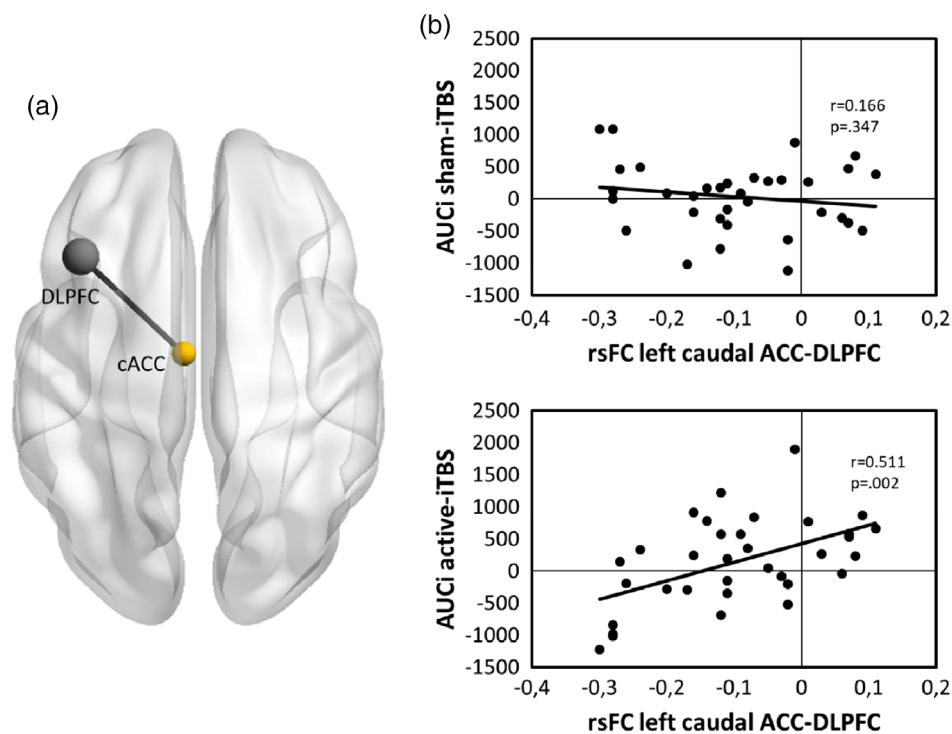 (a)
DLPFC
cACC
(b)
AUCi sham-iTBS
2500
2000
1500
1000
500
0
-500
-1000
-1500
r=0.166
p=.347
-0,4 -0,3 -0,2 -0,1 0 0,1 0,2
rsFC left caudal ACC-DLPFC
AUCi active-iTBS
2500
2000
1500
1000
500
0
-500
-1000
-1500
r=0.511
p=.002
-0,4 -0,3 -0,2 -0,1 0 0,1 0,2
rsFC left caudal ACC-DLPFC